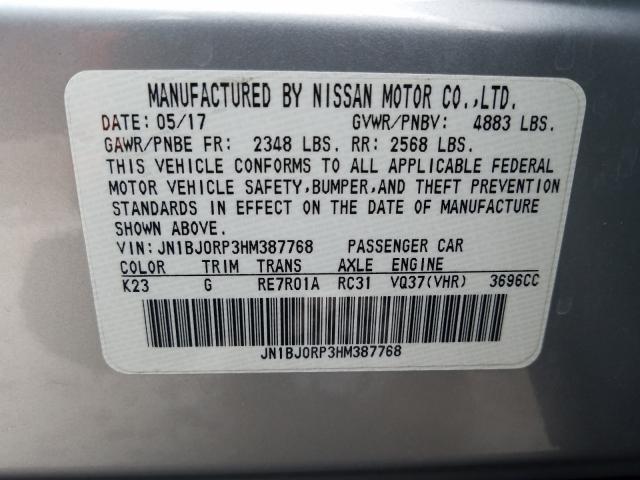 MANUFACTURED BY NISSAN MOTOR CO.,LTD.
DATE: 05/17 GVWR/PNBV: 4883 LBS.
GAWR/PNBE FR: 2348 LBS. RR: 2568 LBS.
THIS VEHICLE CONFORMS TO ALL APPLICABLE FEDERAL
MOTOR VEHICLE SAFETY,BUMPER,AND THEFT PREVENTION
STANDARDS IN EFFECT ON THE DATE OF MANUFACTURE
SHOWN ABOVE.
VIN:JN1BJ0RP3HM387768 PASSENGER CAR
COLOR TRIM TRANS AXLE ENGINE
K23 G RE7R01A RC31 VQ37(VHR) 3696CC
JN1BJ0RP3HM387768